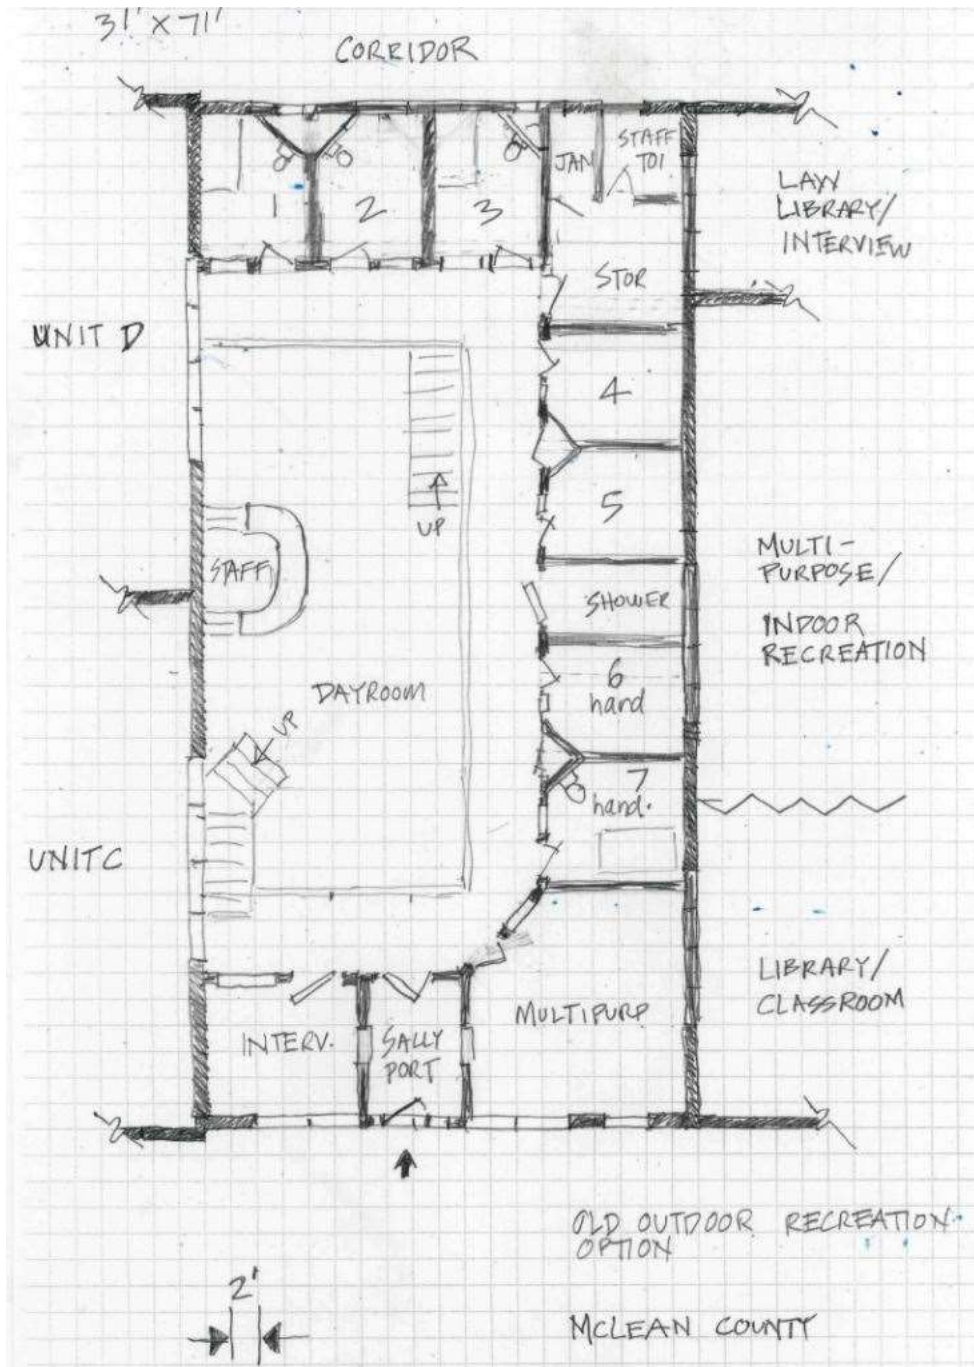 31' X 71'
CORRIDOR
1
2
3
JAN
STAFF
TOI
LAW
LIBRARY/
INTERVIEW
STOR
UNIT D
4
UP
5
STAFF
MULTI-
PURPOSE/
INDOOR
RECREATION
SHOWER
6
hand
DAYROOM
UP
7
hand.
UNIT C
LIBRARY/
CLASSROOM
INTERV.
SALLY
PORT
MULTIPURP
OLD OUTDOOR RECREATION
OPTION
2'
MCLEAN COUNTY